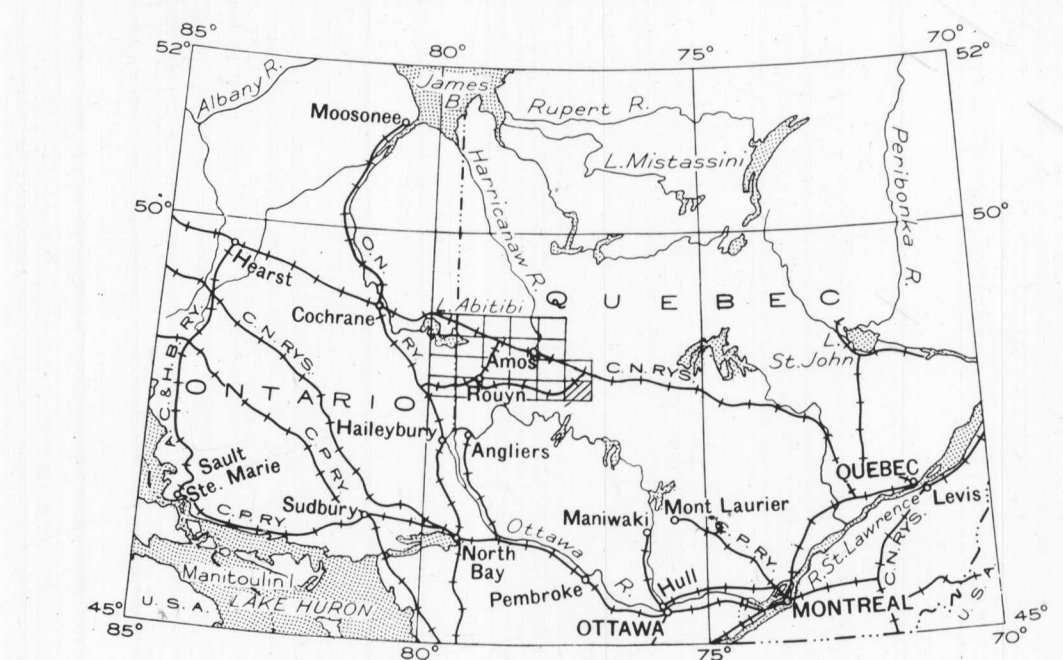 85°
80°
75°
70°
52°
52°
Albany R.
James
B.
Moosonee
Rupert R.
L. Mistassini
Peribonka R.
Harricanaw R.
50°
50°
Hearst
O.N.
RY.
L. Abitibi
QUEBEC
Cochrane
C.N. RYS.
A.C. & H.B. RY
ONTARIO
Amos
C.N. RYS
L.
St. John
Rouyn
Haileybury
Angliers
C.P. RY
Sault
Ste. Marie
QUEBEC
Levis
Sudbury
C.P. RY
Mont Laurier
Maniwaki
C.P. RY.
R. St. Lawrence
C.N. RYS.
North
Bay
Ottawa
R.
Hull
Pembroke
Manitoulin I.
LAKE HURON
U.S.A.
OTTAWA
MONTREAL
U.S.A.
45°
45°
85°
80°
75°
70°